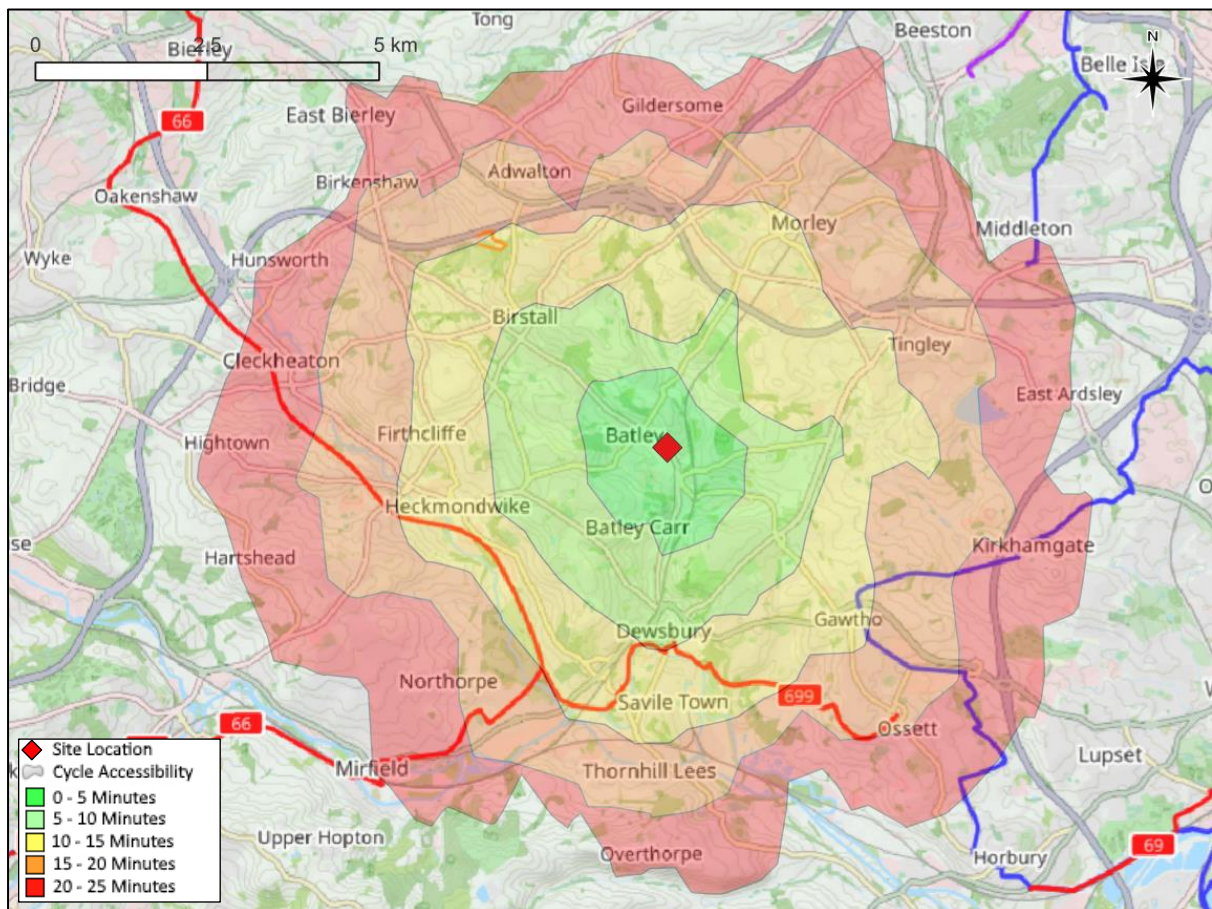 Tong
Beeston
Bierley
0 2.5 5 km
N
Belle Isle
East Bierley
Gildersome
66
Adwalton
Birkenshaw
Oakenshaw
Morley
Middleton
Wyke
Hunsworth
Birstall
Tingley
Cleckheaton
Bridge
East Ardsley
Hightown
Firthcliffe
Batley
Heckmondwike
Batley Carr
se
Hartshead
Kirkhamgate
Gawtho
Dewsbury
Northorpe
Savile Town
699
66
Ossett
Site Location
Cycle Accessibility
0 - 5 Minutes
5 - 10 Minutes
10 - 15 Minutes
15 - 20 Minutes
20 - 25 Minutes
Mirfield
Thornhill Lees
Lupset
Upper Hopton
Overthorpe
Horbury
69